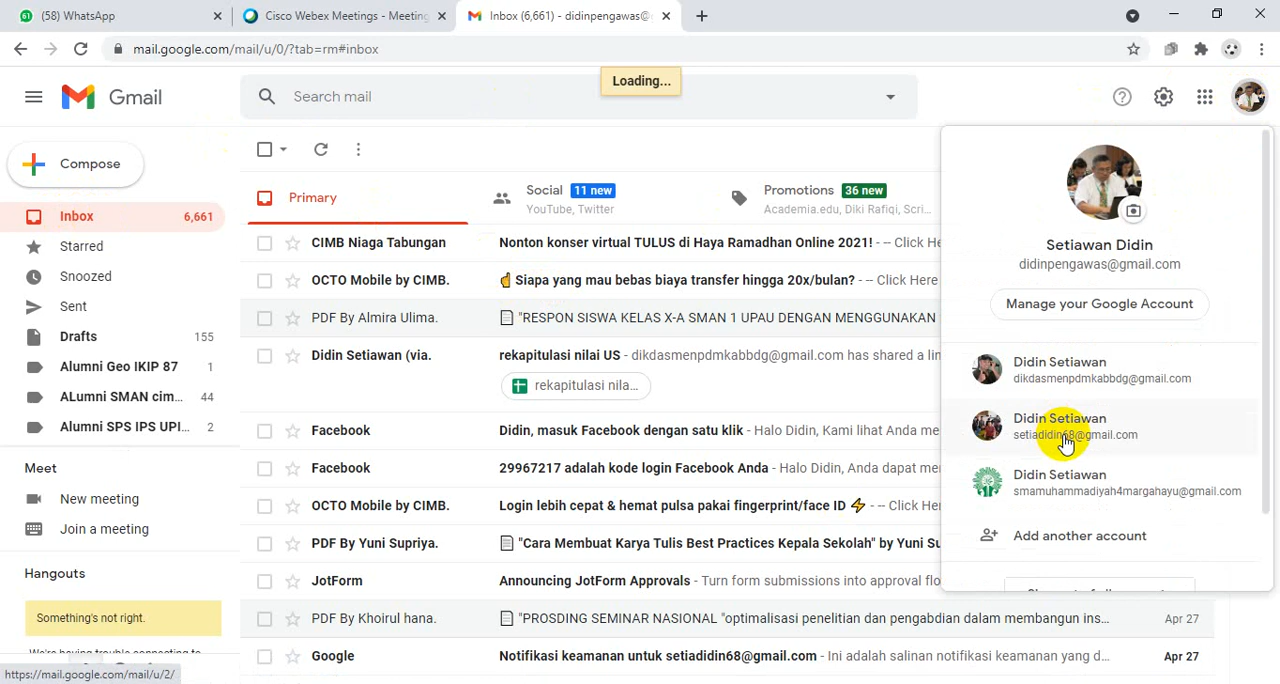 (58) WhatsApp
Cisco Webex Meetings - Meeting
Inbox (6,661) - didinpengawas@
mail.google.com/mail/u/0/?tab=rm#inbox
Loading...
Gmail
Search mail
Compose
Inbox 6,661
Starred
Snoozed
Sent
Drafts 155
Alumni Geo IKIP 87 1
ALumni SMAN cim... 44
Alumni SPS IPS UPI... 2
Meet
New meeting
Join a meeting
Hangouts
Something's not right.
We're having trouble connecting to
https://mail.google.com/mail/u/2/
Primary
Social 11 new
YouTube, Twitter
Promotions 36 new
Academia.edu, Diki Rafiqi, Scri...
CIMB Niaga Tabungan Nonton konser virtual TULUS di Haya Ramadhan Online 2021! - -- Click He
OCTO Mobile by CIMB. Siapa yang mau bebas biaya transfer hingga 20x/bulan? - -- Click Here
PDF By Almira Ulima. "RESPON SISWA KELAS X-A SMAN 1 UPAU DENGAN MENGGUNAKAN
Didin Setiawan (via. rekapitulasi nilai US - dikdasmenpdmkabbdg@gmail.com has shared a lin
rekapitulasi nila...
Facebook Didin, masuk Facebook dengan satu klik - Halo Didin, Kami lihat Anda me
Facebook 29967217 adalah kode login Facebook Anda - Halo Didin, Anda dapat mer
OCTO Mobile by CIMB. Login lebih cepat & hemat pulsa pakai fingerprint/face ID ⚡ - -- Click Her
PDF By Yuni Supriya. "Cara Membuat Karya Tulis Best Practices Kepala Sekolah" by Yuni Su
JotForm Announcing JotForm Approvals - Turn form submissions into approval flo
PDF By Khoirul hana. "PROSDING SEMINAR NASIONAL "optimalisasi penelitian dan pengabdian dalam membangun ins... Apr 27
Google Notifikasi keamanan untuk setiadidin68@gmail.com - Ini adalah salinan notifikasi keamanan yang d... Apr 27
Setiawan Didin
didinpengawas@gmail.com
Manage your Google Account
Didin Setiawan
dikdasmenpdmkabbdg@gmail.com
Didin Setiawan
setiadidin68@gmail.com
Didin Setiawan
smamuhammadiyah4margahayu@gmail.com
Add another account